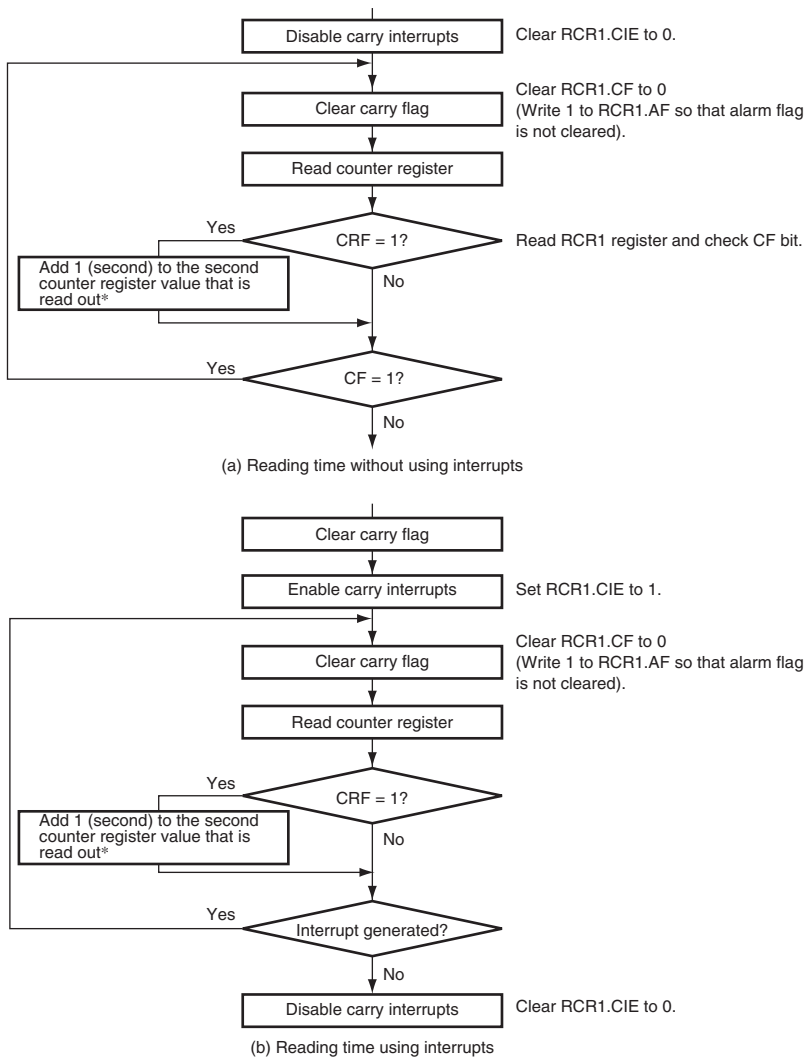 Disable carry interrupts
Clear RCR1.CIE to 0.
Clear carry flag
Clear RCR1.CF to 0
(Write 1 to RCR1.AF so that alarm flag
is not cleared).
Read counter register
Yes
CRF = 1?
Read RCR1 register and check CF bit.
Add 1 (second) to the second
counter register value that is
read out*
No
Yes
CF = 1?
No
(a) Reading time without using interrupts
Clear carry flag
Enable carry interrupts
Set RCR1.CIE to 1.
Clear carry flag
Clear RCR1.CF to 0
(Write 1 to RCR1.AF so that alarm flag
is not cleared).
Read counter register
Yes
CRF = 1?
Add 1 (second) to the second
counter register value that is
read out*
No
Yes
Interrupt generated?
No
Disable carry interrupts
Clear RCR1.CIE to 0.
(b) Reading time using interrupts